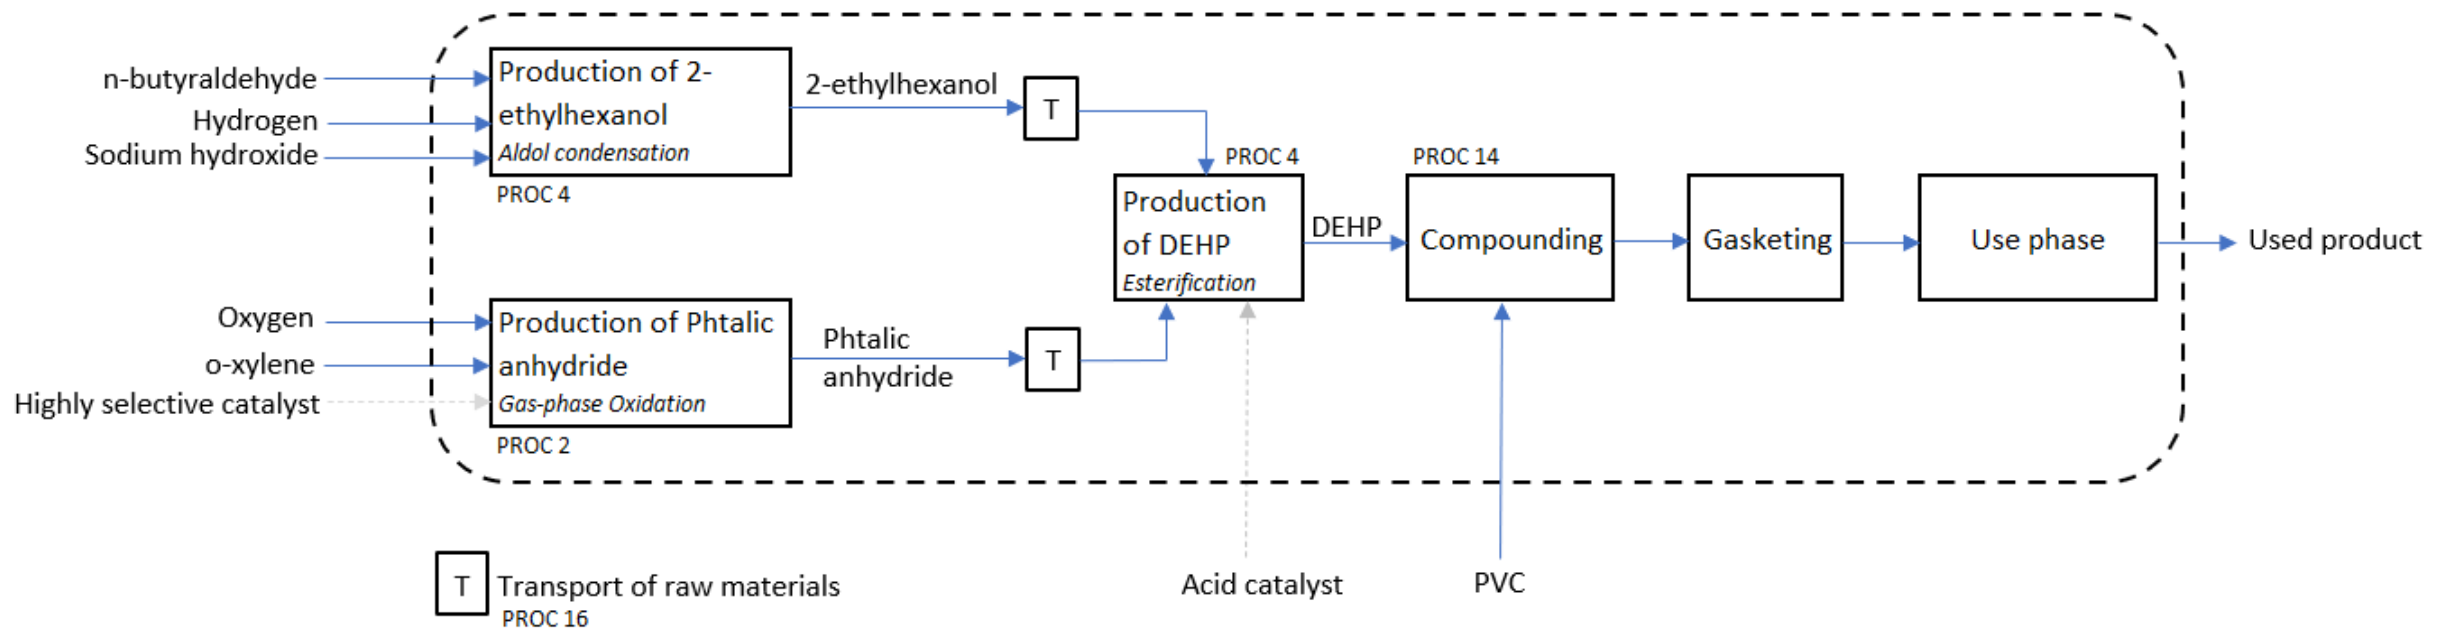 n-butyraldehyde
Hydrogen
Sodium hydroxide
Production of 2-
ethylhexanol
Aldol condensation
PROC 4
2-ethylhexanol
T
Oxygen
o-xylene
Highly selective catalyst
Production of Phtalic
anhydride
Gas-phase Oxidation
PROC 2
Phtalic
anhydride
T
PROC 4
Production
of DEHP
Esterification
DEHP
PROC 14
Compounding
Gasketing
Use phase
Used product
Acid catalyst
PVC
T
Transport of raw materials
PROC 16